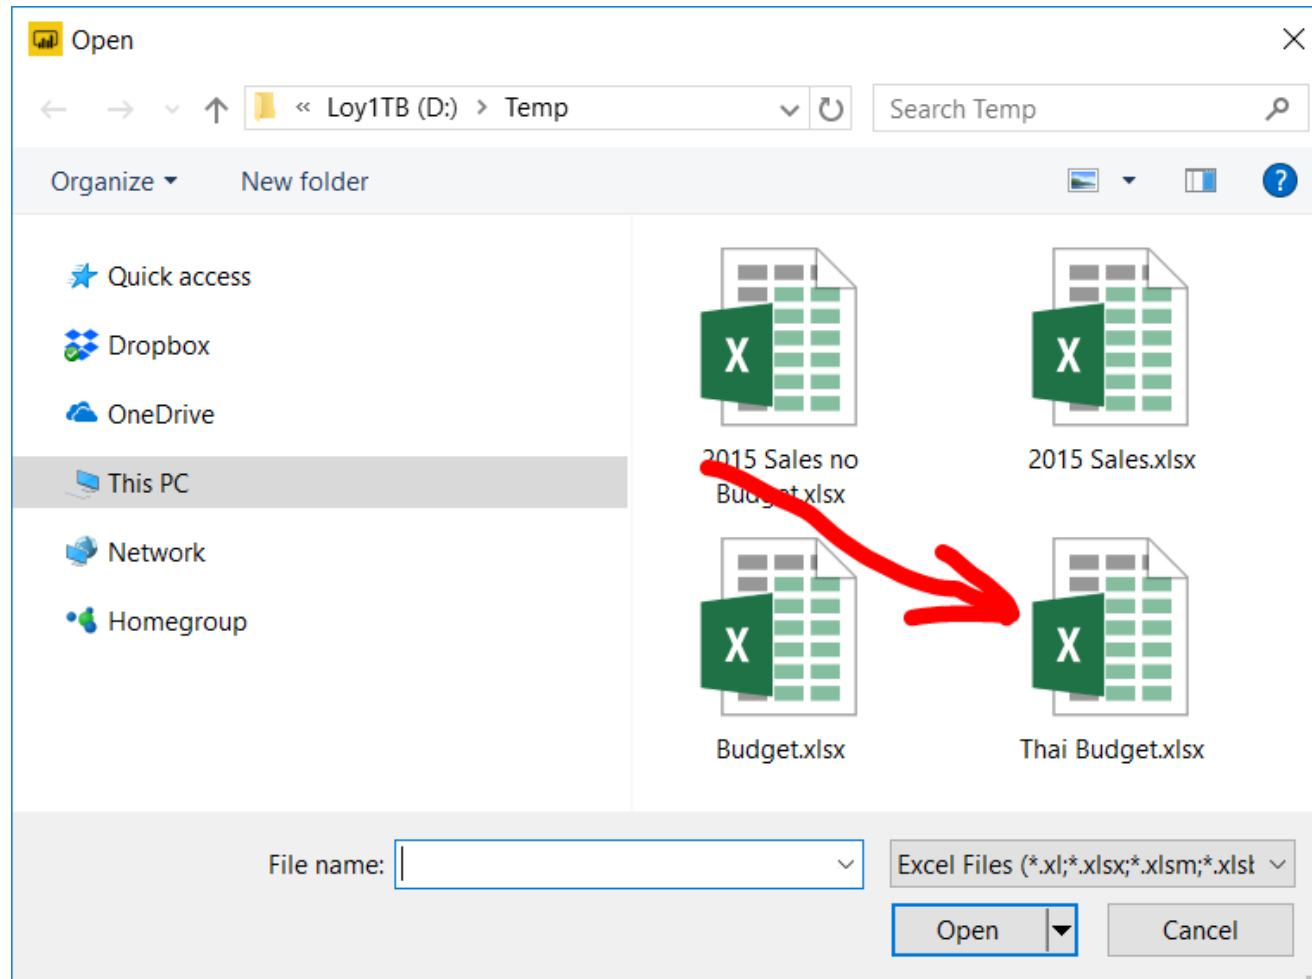 Open
« Loy1TB (D:) > Temp
Search Temp
Organize
New folder
?
Quick access
Dropbox
OneDrive
This PC
Network
Homegroup
X
2015 Sales no
Budget.xlsx
X
2015 Sales.xlsx
X
Budget.xlsx
X
Thai Budget.xlsx
File name:
Excel Files (*.xl;*.xlsx;*.xlsm;*.xlsb
Open
Cancel